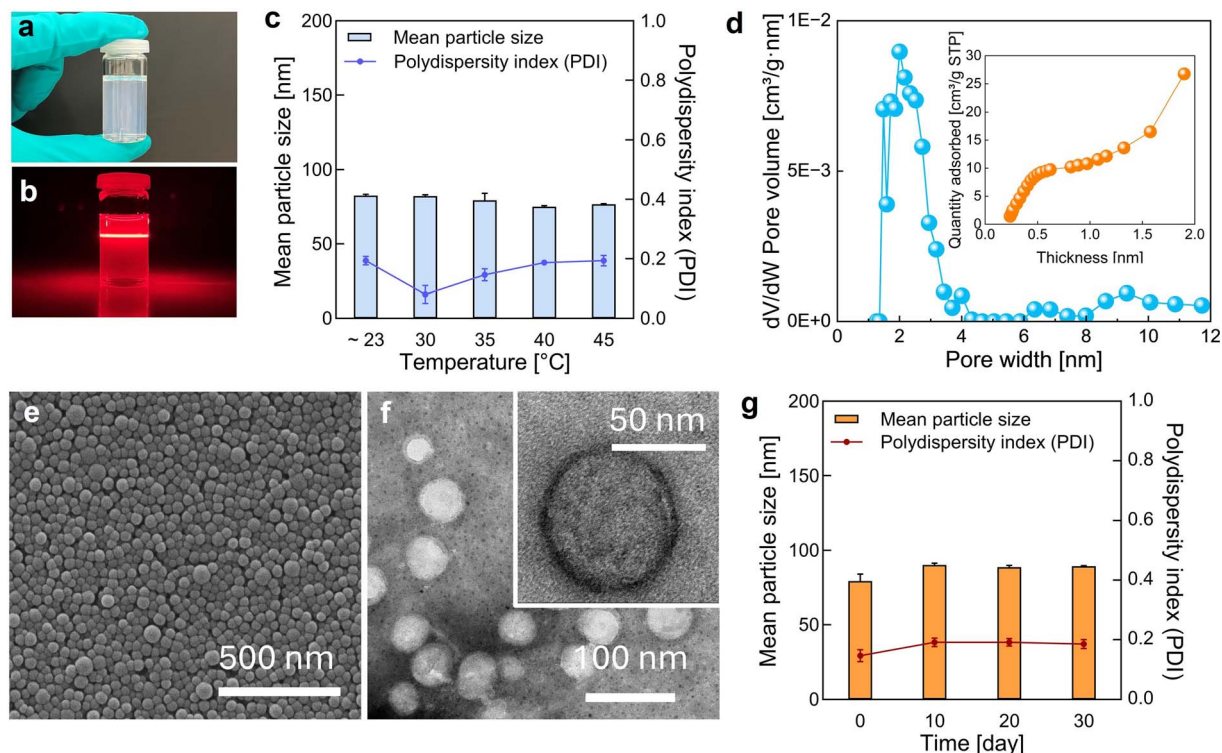 a
b
c
200
150
100
50
0
Mean particle size [nm]
Mean particle size
Polydispersity index (PDI)
1.0
0.8
0.6
0.4
0.2
0.0
Polydispersity index (PDI)
~ 23 30 35 40 45
Temperature [°C]
d
1E-2
5E-3
0E+0
dV/dW Pore volume [cm³/g·nm]
0 2 4 6 8 10 12
Pore width [nm]
Quantity adsorbed [cm³/g STP]
30
25
20
15
10
5
0
0.0 0.5 1.0 1.5 2.0
Thickness [nm]
e
500 nm
f
50 nm
100 nm
g
200
150
100
50
0
Mean particle size [nm]
Mean particle size
Polydispersity index (PDI)
1.0
0.8
0.6
0.4
0.2
0.0
Polydispersity index (PDI)
0 10 20 30
Time [day]